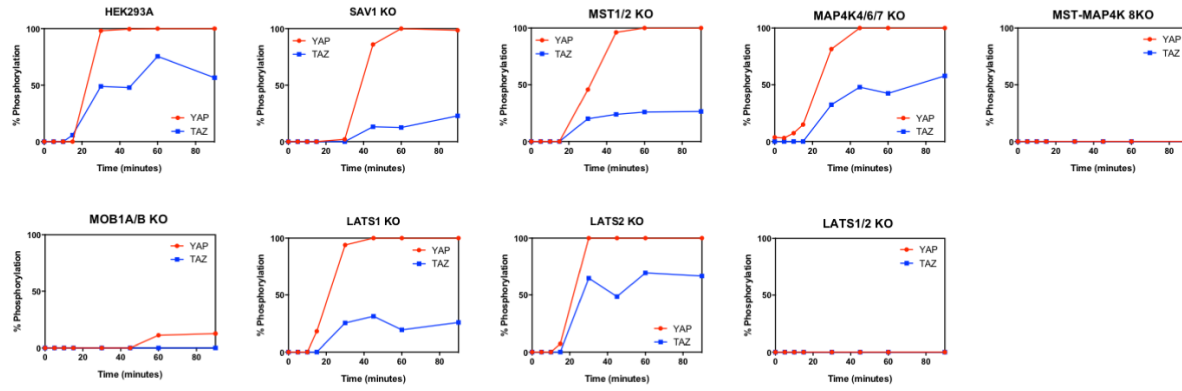 HEK293A
% Phosphorylation
100
50
0
0 20 40 60 80
Time (minutes)
YAP
TAZ
SAV1 KO
% Phosphorylation
100
50
0
0 20 40 60 80
Time (minutes)
YAP
TAZ
MST1/2 KO
% Phosphorylation
100
50
0
0 20 40 60 80
Time (minutes)
YAP
TAZ
MAP4K4/6/7 KO
% Phosphorylation
100
50
0
0 20 40 60 80
Time (minutes)
YAP
TAZ
MST-MAP4K 8KO
% Phosphorylation
100
50
0
0 20 40 60 80
Time (minutes)
YAP
TAZ
MOB1A/B KO
% Phosphorylation
100
50
0
0 20 40 60 80
Time (minutes)
YAP
TAZ
LATS1 KO
% Phosphorylation
100
50
0
0 20 40 60 80
Time (minutes)
YAP
TAZ
LATS2 KO
% Phosphorylation
100
50
0
0 20 40 60 80
Time (minutes)
YAP
TAZ
LATS1/2 KO
% Phosphorylation
100
50
0
0 20 40 60 80
Time (minutes)
YAP
TAZ